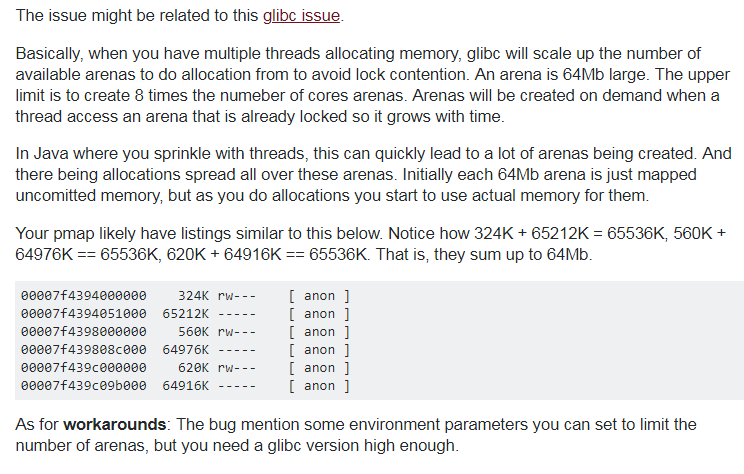 The issue might be related to this glibc issue.
Basically, when you have multiple threads allocating memory, glibc will scale up the number of
available arenas to do allocation from to avoid lock contention. An arena is 64Mb large. The upper
limit is to create 8 times the numeber of cores arenas. Arenas will be created on demand when a
thread access an arena that is already locked so it grows with time.
In Java where you sprinkle with threads, this can quickly lead to a lot of arenas being created. And
there being allocations spread all over these arenas. Initially each 64Mb arena is just mapped
uncomitted memory, but as you do allocations you start to use actual memory for them.
Your pmap likely have listings similar to this below. Notice how 324K + 65212K = 65536K, 560K +
64976K == 65536K, 620K + 64916K == 65536K. That is, they sum up to 64Mb.
00007f4394000000    324K rw---    [ anon ]
00007f4394051000  65212K -----    [ anon ]
00007f4398000000    560K rw---    [ anon ]
00007f439808c000  64976K -----    [ anon ]
00007f439c000000    620K rw---    [ anon ]
00007f439c09b000  64916K -----    [ anon ]
As for workarounds: The bug mention some environment parameters you can set to limit the
number of arenas, but you need a glibc version high enough.